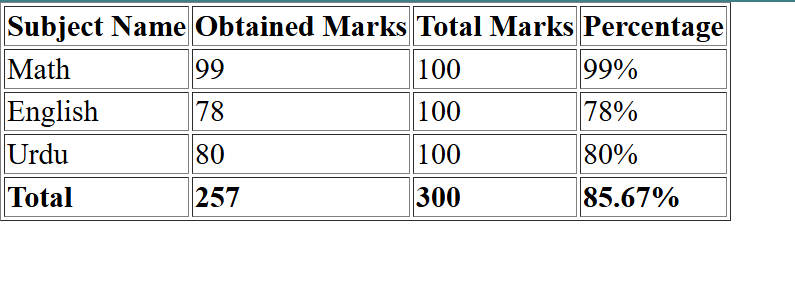 Subject Name Obtained Marks Total Marks Percentage
Math 99 100 99%
English 78 100 78%
Urdu 80 100 80%
Total 257 300 85.67%